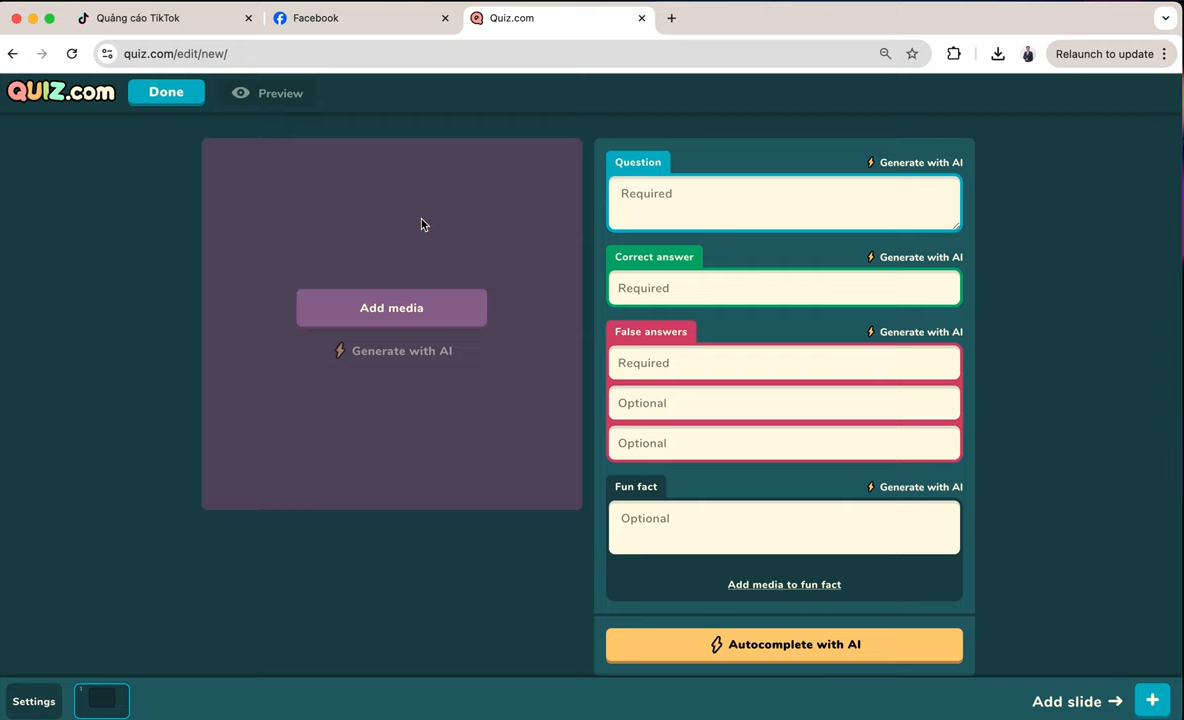 Quảng cáo TikTok
Facebook
Quiz.com
quiz.com/edit/new/
Relaunch to update
QUIZ.com
Done
Preview
Add media
Generate with AI
Question
Generate with AI
Required
Correct answer
Generate with AI
Required
False answers
Generate with AI
Required
Optional
Optional
Fun fact
Generate with AI
Optional
Add media to fun fact
Autocomplete with AI
Settings
1
Add slide →